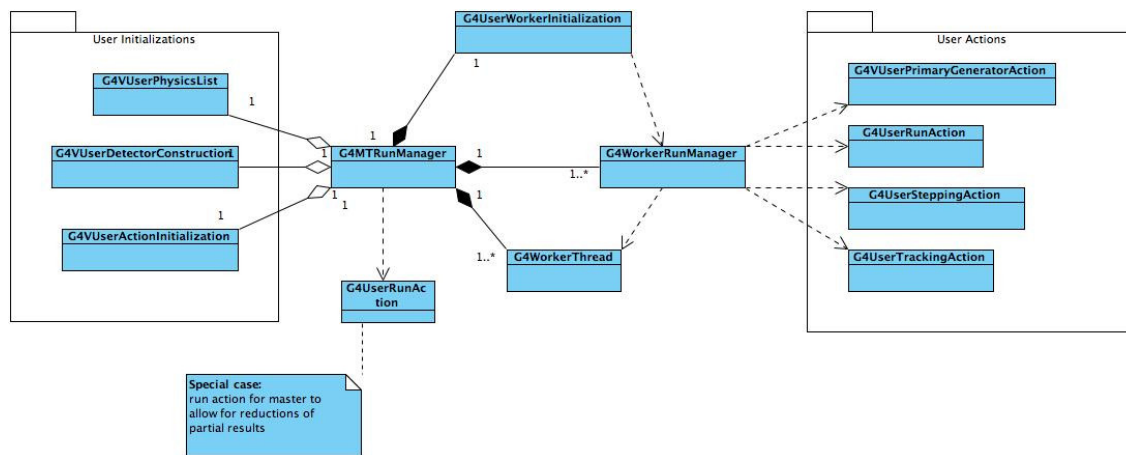 User Initializations
G4VUserPhysicsList
1
G4VUserDetectorConstruction
1
G4VUserActionInitialization
1
G4UserWorkerInitialization
1
1
1
G4MTRunManager
1
1
1
1
1..*
1
1..*
G4WorkerRunManager
G4WorkerThread
G4UserRunAc
tion
Special case:
run action for master to
allow for reductions of
partial results
User Actions
G4VUserPrimaryGeneratorAction
G4UserRunAction
G4UserSteppingAction
G4UserTrackingAction